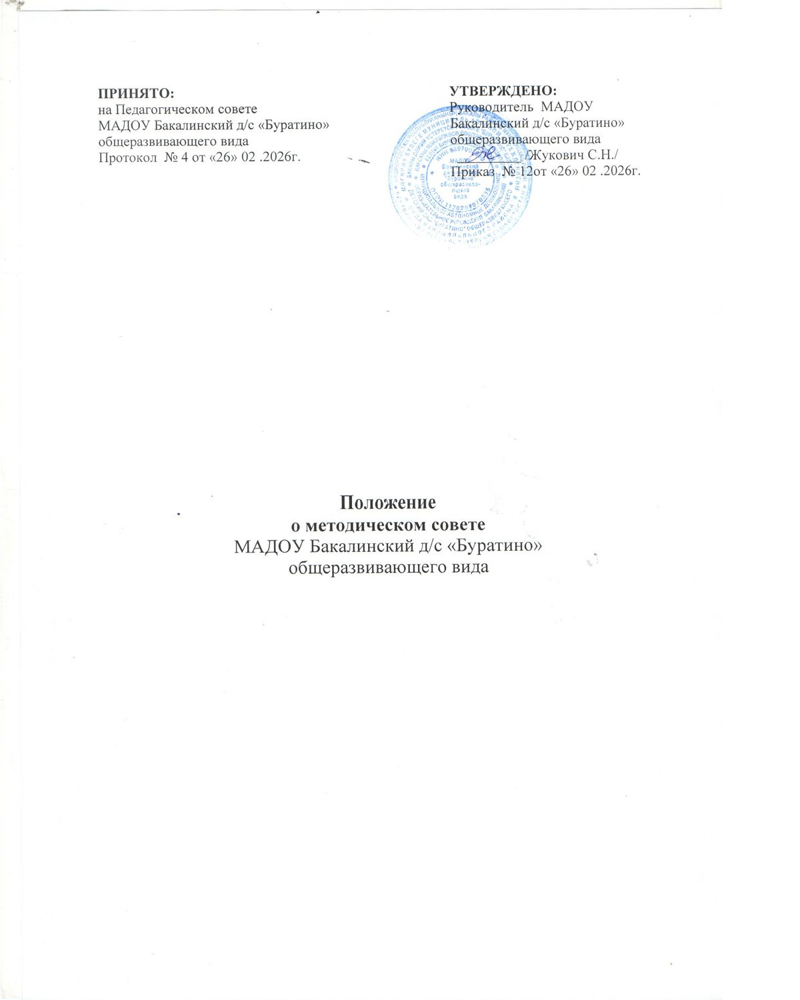 ПРИНЯТО:
на Педагогическом совете
МАДОУ Бакалинский д/с «Буратино»
общеразвивающего вида
Протокол № 4 от «26» 02 .2026г.
УТВЕРЖДЕНО:
Руководитель МАДОУ
Бакалинский д/с «Буратино»
общеразвивающего вида
/Жукович С.Н./
Приказ № 12от «26» 02 .2026г.
Положение
о методическом совете
МАДОУ Бакалинский д/с «Буратино»
общеразвивающего вида